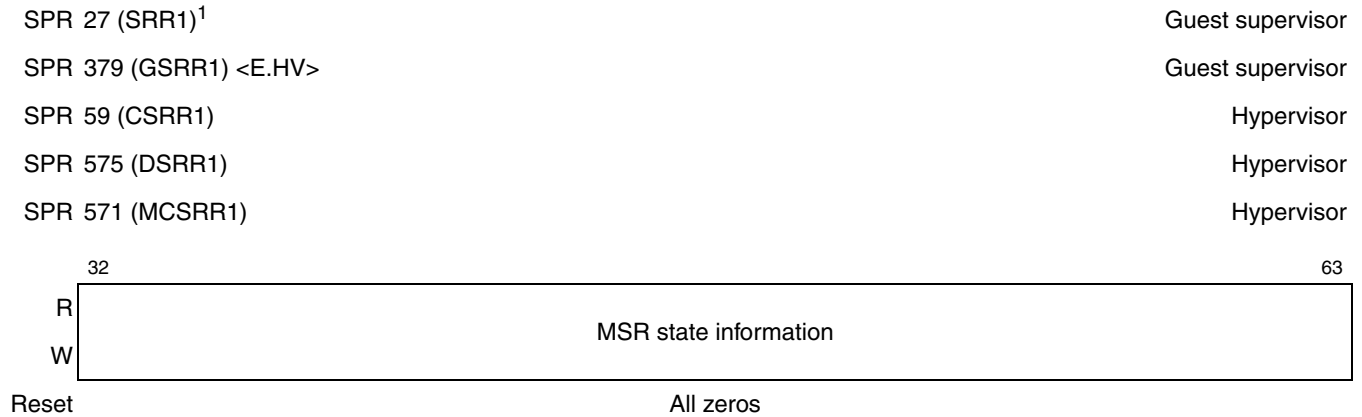 SPR 27 (SRR1)1 Guest supervisor
SPR 379 (GSRR1) <E.HV> Guest supervisor
SPR 59 (CSRR1) Hypervisor
SPR 575 (DSRR1) Hypervisor
SPR 571 (MCSRR1) Hypervisor
32 63
R
MSR state information
W
Reset All zeros